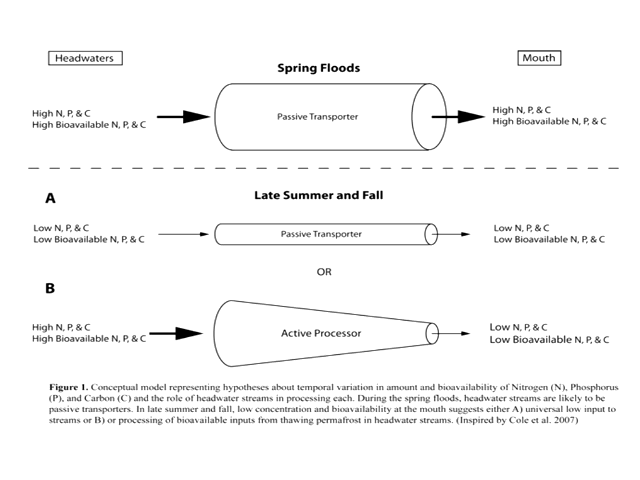 Headwaters
Mouth
Spring Floods
High N, P, & C
High Bioavailable N, P, & C
Passive Transporter
High N, P, & C
High Bioavailable N, P, & C
A
Late Summer and Fall
Low N, P, & C
Low Bioavailable N, P, & C
Passive Transporter
Low N, P, & C
Low Bioavailable N, P, & C
OR
B
High N, P, & C
High Bioavailable N, P, & C
Active Processor
Low N, P, & C
Low Bioavailable N, P, & C
Figure 1. Conceptual model representing hypotheses about temporal variation in amount and bioavailability of Nitrogen (N), Phosphorus
(P), and Carbon (C) and the role of headwater streams in processing each. During the spring floods, headwater streams are likely to be
passive transporters. In late summer and fall, low concentration and bioavailability at the mouth suggests either A) universal low input to
streams or B) or processing of bioavailable inputs from thawing permafrost in headwater streams. (Inspired by Cole et al. 2007)